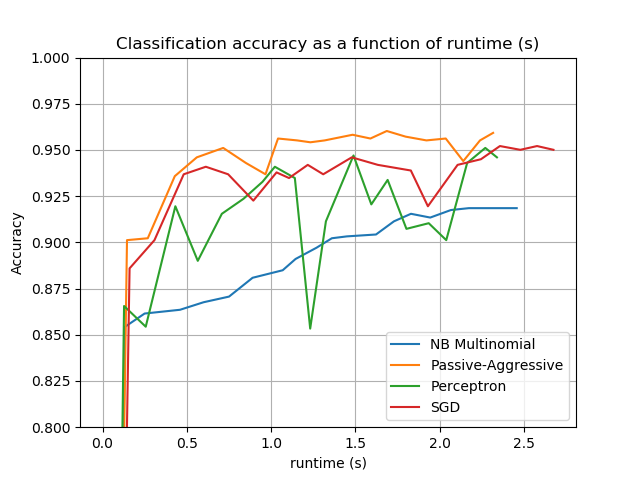 Classification accuracy as a function of runtime (s)
1.000
0.975
0.950
0.925
0.900
0.875
0.850
0.825
0.800
Accuracy
0.0 0.5 1.0 1.5 2.0 2.5
runtime (s)
NB Multinomial
Passive-Aggressive
Perceptron
SGD